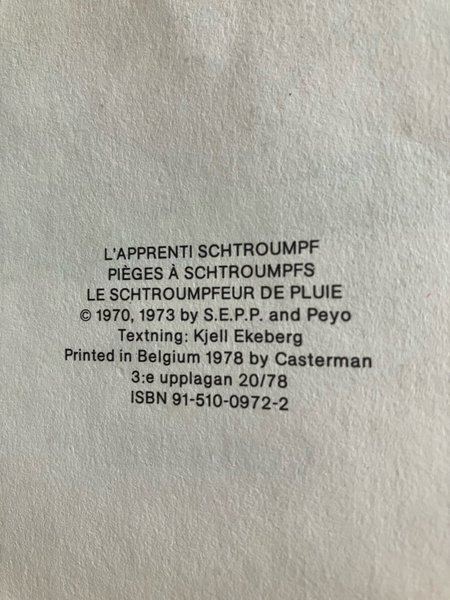 L'APPRENTI SCHTROUMPF
PIÈGES À SCHTROUMPFS
LE SCHTROUMPFEUR DE PLUIE
© 1970, 1973 by S.E.P.P. and Peyo
Textning: Kjell Ekeberg
Printed in Belgium 1978 by Casterman
3:e upplagan 20/78
ISBN 91-510-0972-2